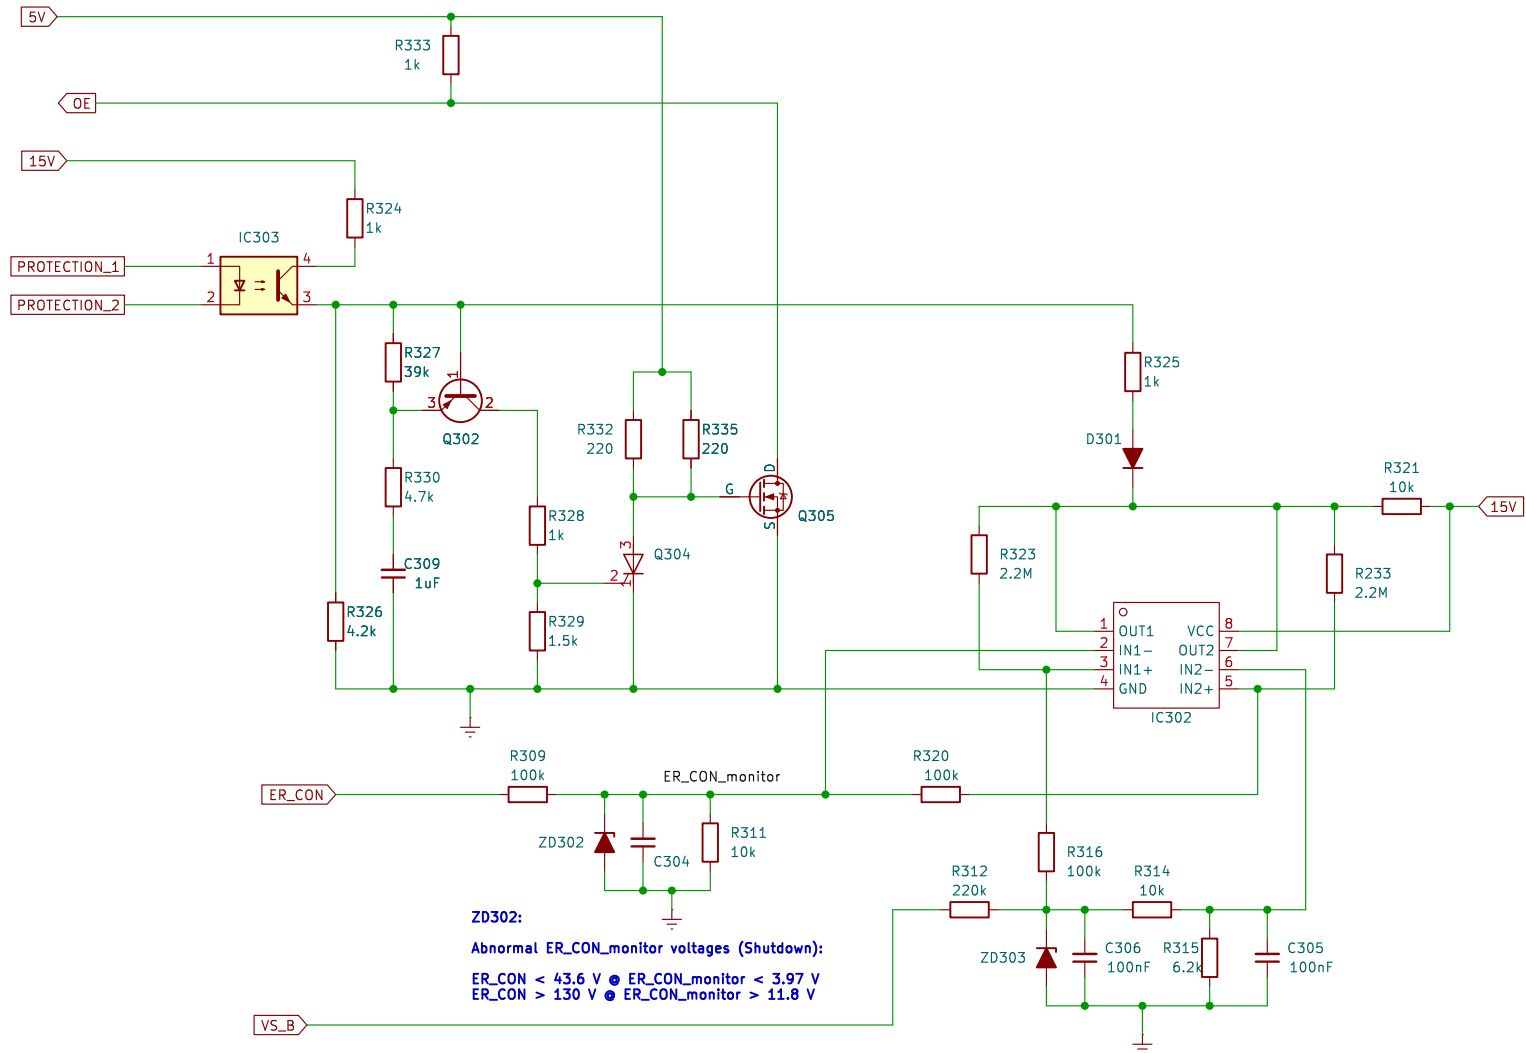 5V
R333
1k
OE
15V
R324
1k
IC303
PROTECTION_1
1
4
PROTECTION_2
2
3
R327
39k
1
3
2
Q302
R325
1k
R332
220
R335
220
D
G
S
Q305
D301
R321
10k
15V
R330
4.7k
R328
1k
3
Q304
2
1
C309
1uF
R323
2.2M
R233
2.2M
R326
4.2k
R329
1.5k
1 OUT1 VCC 8
2 IN1- OUT2 7
3 IN1+ IN2- 6
4 GND IN2+ 5
IC302
R309
100k
R320
100k
ER_CON_monitor
ER_CON
ZD302
C304
R311
10k
R316
100k
R312
220k
R314
10k
ZD302:
Abnormal ER_CON_monitor voltages (Shutdown):
ER_CON < 43.6 V @ ER_CON_monitor < 3.97 V
ER_CON > 130 V @ ER_CON_monitor > 11.8 V
ZD303
C306
100nF
R315
6.2k
C305
100nF
VS_B